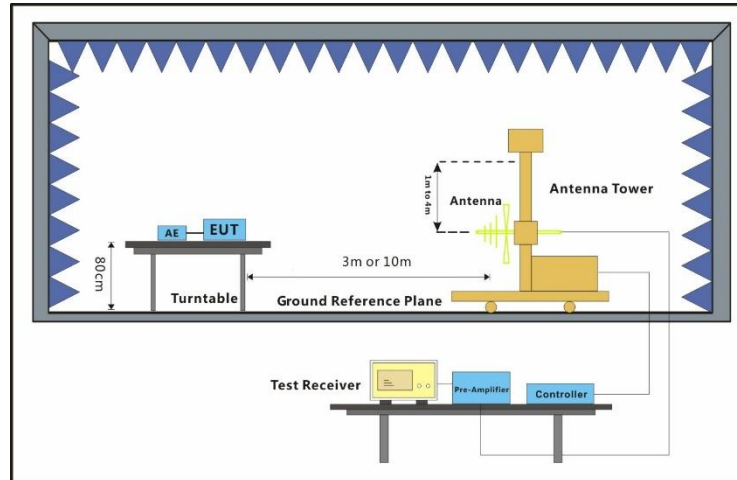 1m to 4m
Antenna
Antenna Tower
AE
EUT
80cm
3m or 10m
Turntable
Ground Reference Plane
Test Receiver
Pre-Amplifier
Controller